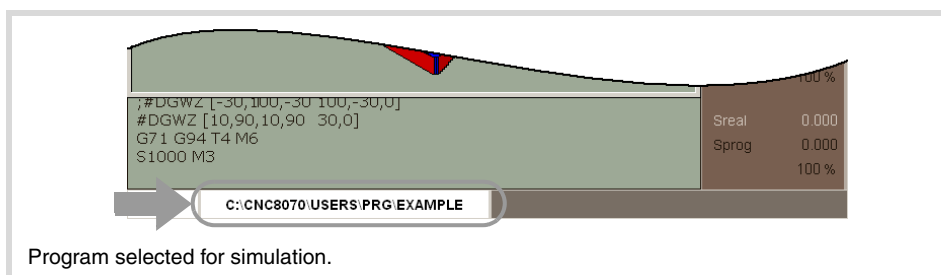 100 %
;#DGWZ [-30,100,-30 100,-30,0]
#DGWZ [10,90,10,90 30,0]
G71 G94 T4 M6
S1000 M3
Sreal 0.000
Sprog 0.000
100 %
C:\CNC8070\USERS\PRG\EXAMPLE
Program selected for simulation.